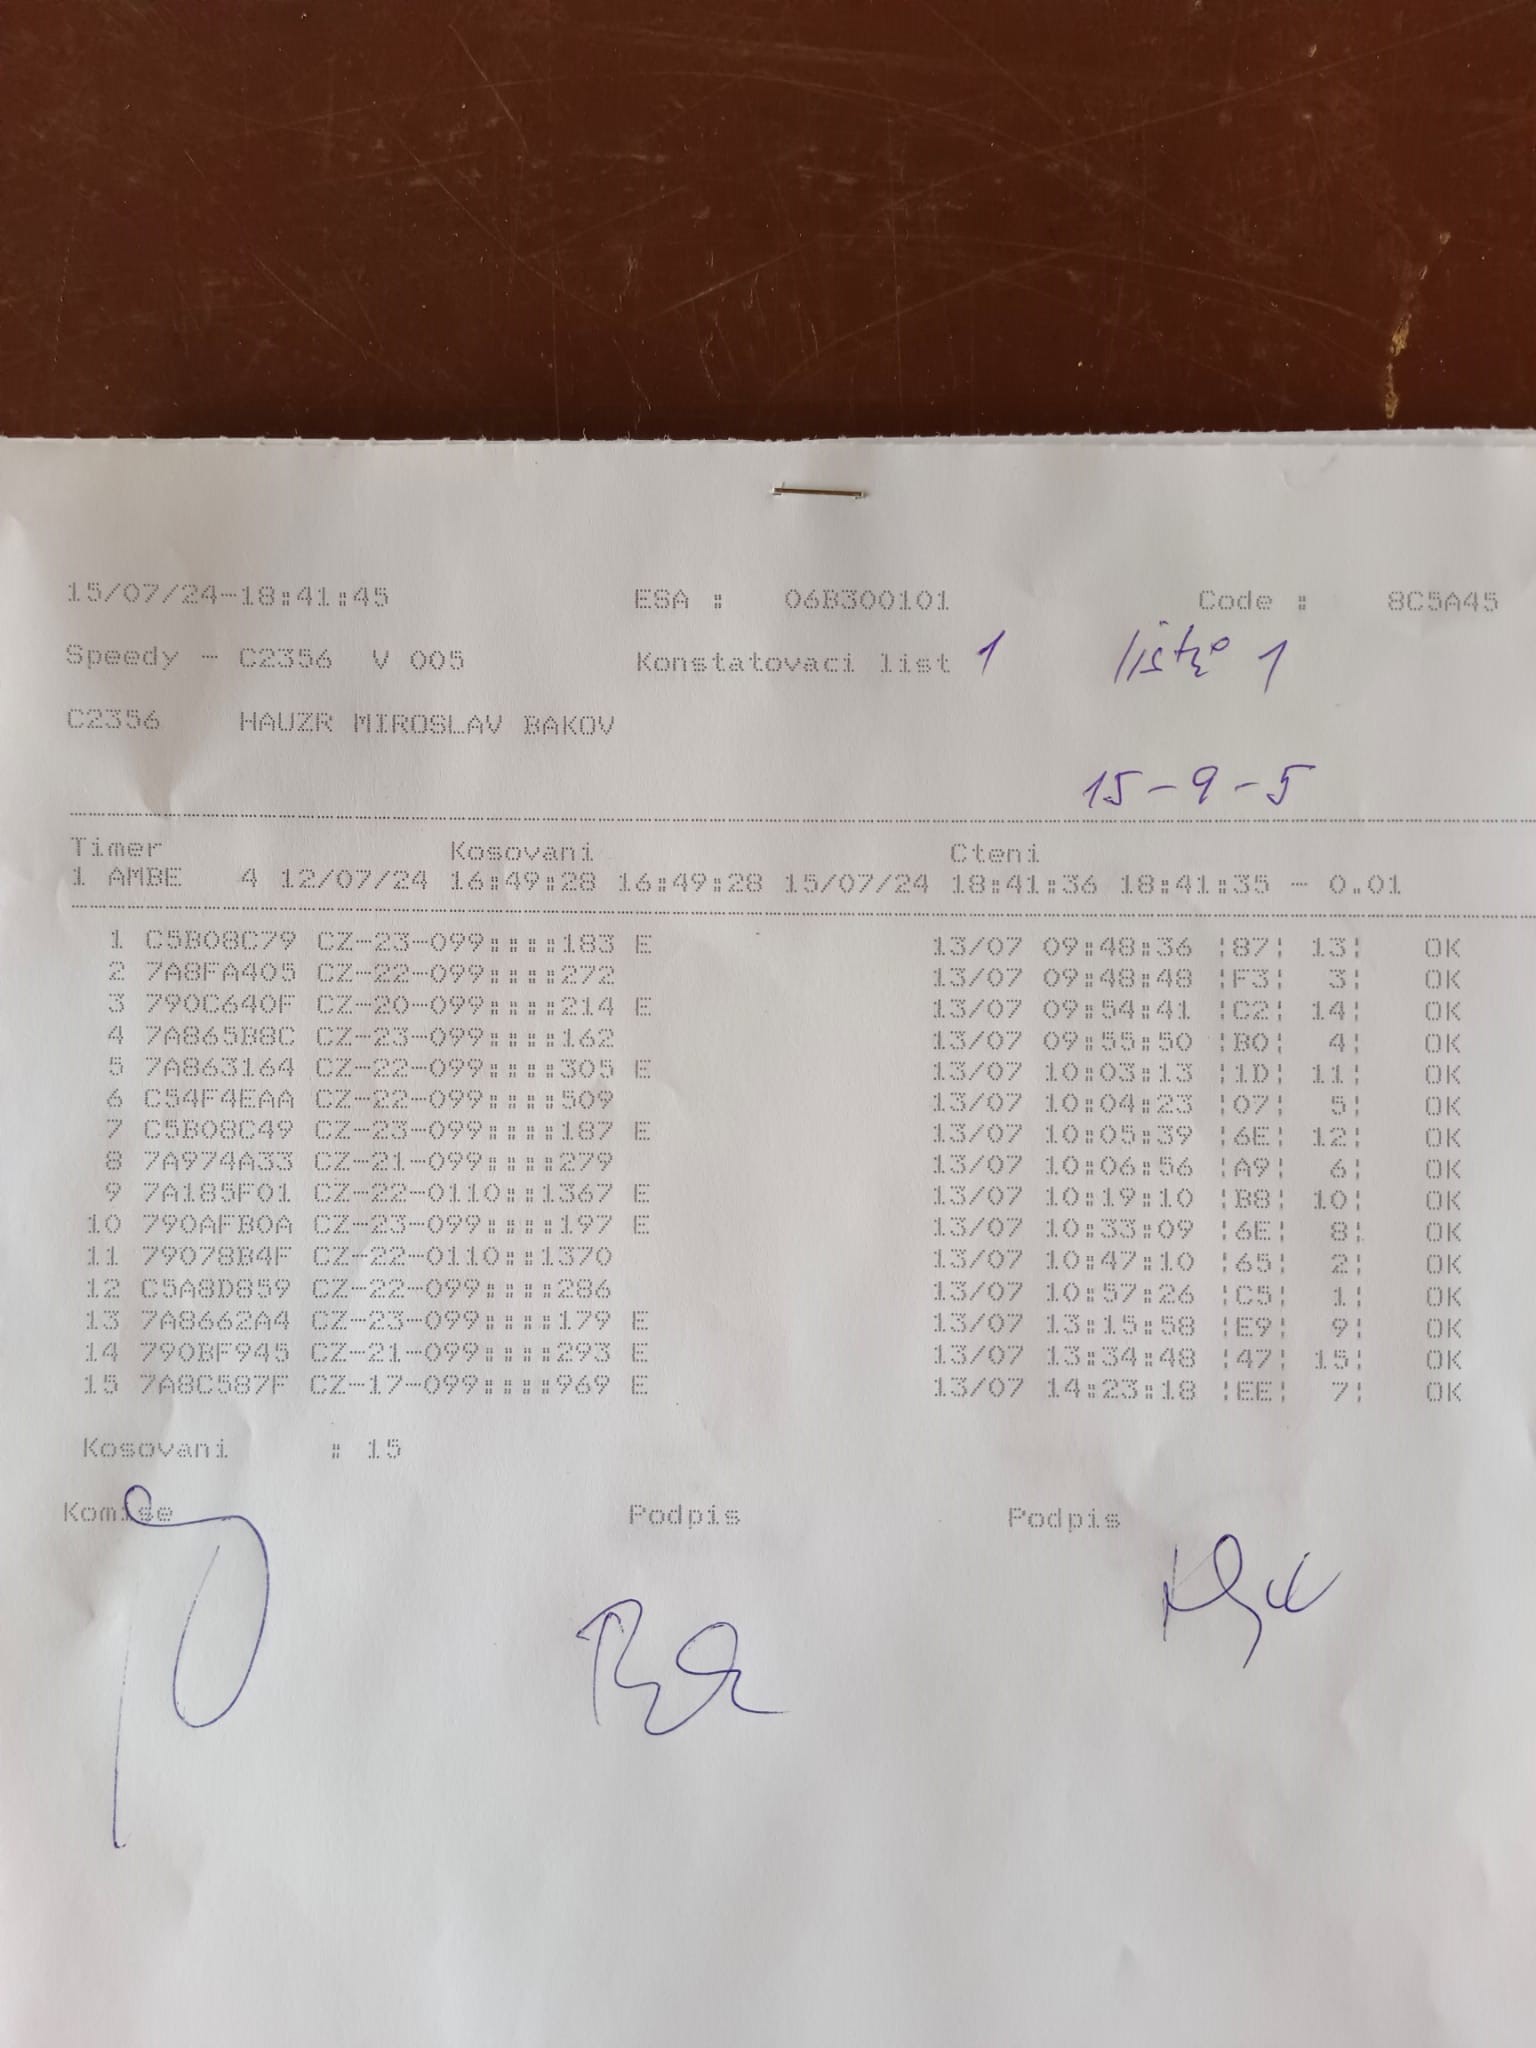 15/07/24-18:41:45 ESA : 06B300101 Code : 8C5A45
Speedy - C2356 V 005 Konstatovaci list 1 listů 1
C2356 HAUZR MIROSLAV BAKOV
15-9-5
Timer Kosovani Cteni
1 AMBE 4 12/07/24 16:49:28 16:49:28 15/07/24 18:41:36 18:41:35 - 0.01
1 C5B08C79 CZ-23-099::::183 E 13/07 09:48:36 ¦87¦ 13¦ OK
2 7A8FA405 CZ-22-099::::272 13/07 09:48:48 ¦F3¦ 3¦ OK
3 790C640F CZ-20-099::::214 E 13/07 09:54:41 ¦C2¦ 14¦ OK
4 7A865B8C CZ-23-099::::162 13/07 09:55:50 ¦B0¦ 4¦ OK
5 7A863164 CZ-22-099::::305 E 13/07 10:03:13 ¦1D¦ 11¦ OK
6 C54F4EAA CZ-22-099::::509 13/07 10:04:23 ¦07¦ 5¦ OK
7 C5B08C49 CZ-23-099::::187 E 13/07 10:05:39 ¦6E¦ 12¦ OK
8 7A974A33 CZ-21-099::::279 13/07 10:06:56 ¦A9¦ 6¦ OK
9 7A185F01 CZ-22-0110::1367 E 13/07 10:19:10 ¦B8¦ 10¦ OK
10 790AFB0A CZ-23-099::::197 E 13/07 10:33:09 ¦6E¦ 8¦ OK
11 79078B4F CZ-22-0110::1370 13/07 10:47:10 ¦65¦ 2¦ OK
12 C5A8D859 CZ-22-099::::286 13/07 10:57:26 ¦C5¦ 1¦ OK
13 7A8662A4 CZ-23-099::::179 E 13/07 13:15:58 ¦E9¦ 9¦ OK
14 790BF945 CZ-21-099::::293 E 13/07 13:34:48 ¦47¦ 15¦ OK
15 7A8C587F CZ-17-099::::969 E 13/07 14:23:18 ¦EE¦ 7¦ OK
Kosovani : 15
Komise Podpis Podpis